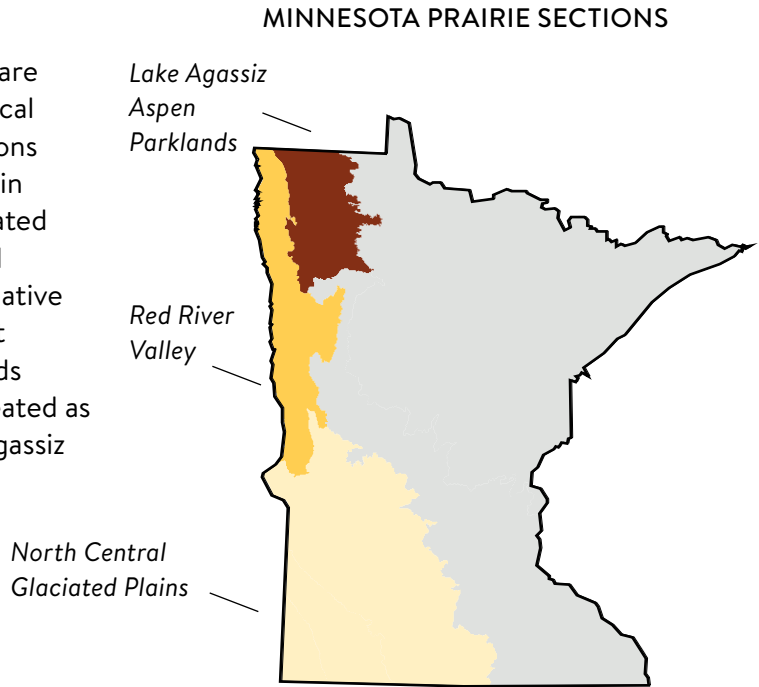 MINNESOTA PRAIRIE SECTIONS
are
cal
ons
in
ated
ative
t
ds
eated as
gassiz
Lake Agassiz
Aspen
Parklands
Red River
Valley
North Central
Glaciated Plains